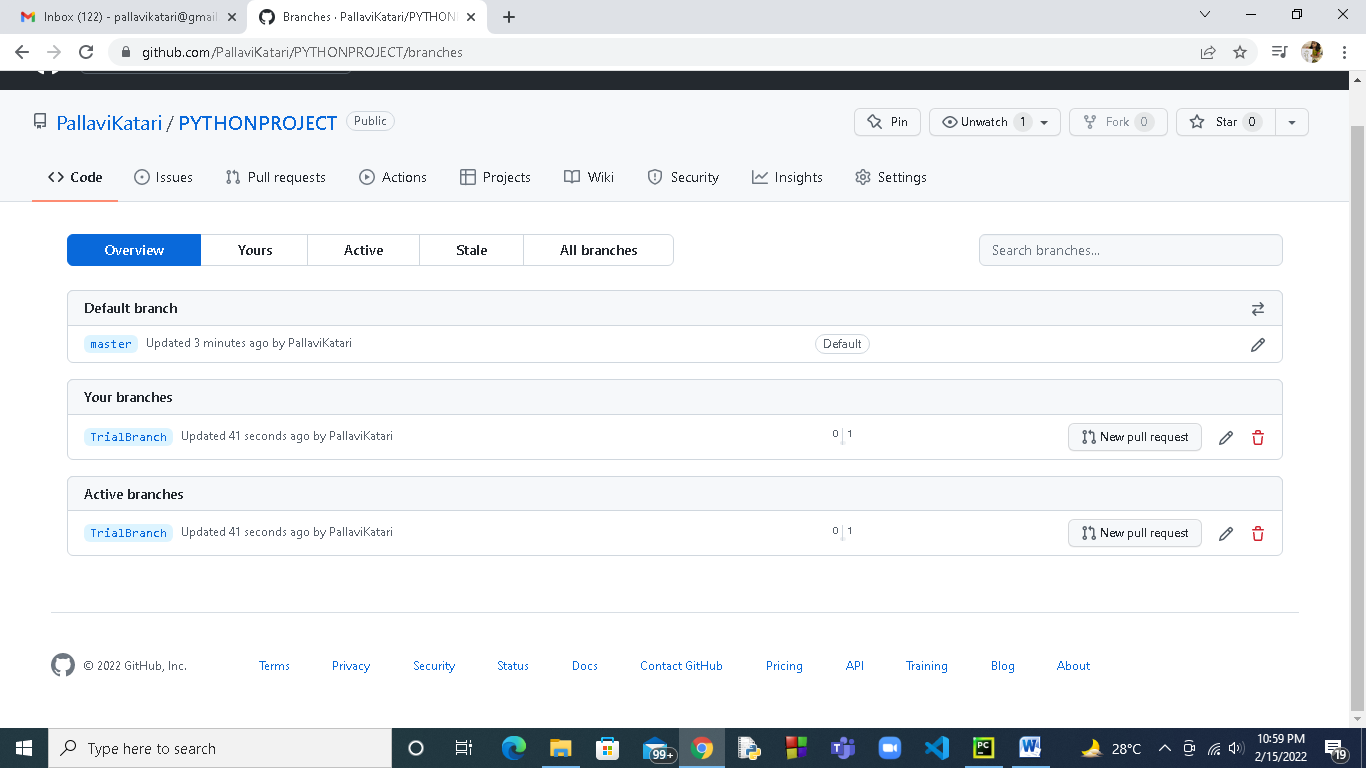 Inbox (122) - pallavikatari@gmail
Branches · PallaviKatari/PYTHON
github.com/PallaviKatari/PYTHONPROJECT/branches
PallaviKatari / PYTHONPROJECT Public
Pin
Unwatch 1
Fork 0
Star 0
Code
Issues
Pull requests
Actions
Projects
Wiki
Security
Insights
Settings
Overview
Yours
Active
Stale
All branches
Search branches...
Default branch
master Updated 3 minutes ago by PallaviKatari Default
Your branches
TrialBranch Updated 41 seconds ago by PallaviKatari 0 1 New pull request
Active branches
TrialBranch Updated 41 seconds ago by PallaviKatari 0 1 New pull request
© 2022 GitHub, Inc.
Terms
Privacy
Security
Status
Docs
Contact GitHub
Pricing
API
Training
Blog
About
Type here to search
99+
PC
W
28°C
10:59 PM
2/15/2022
19